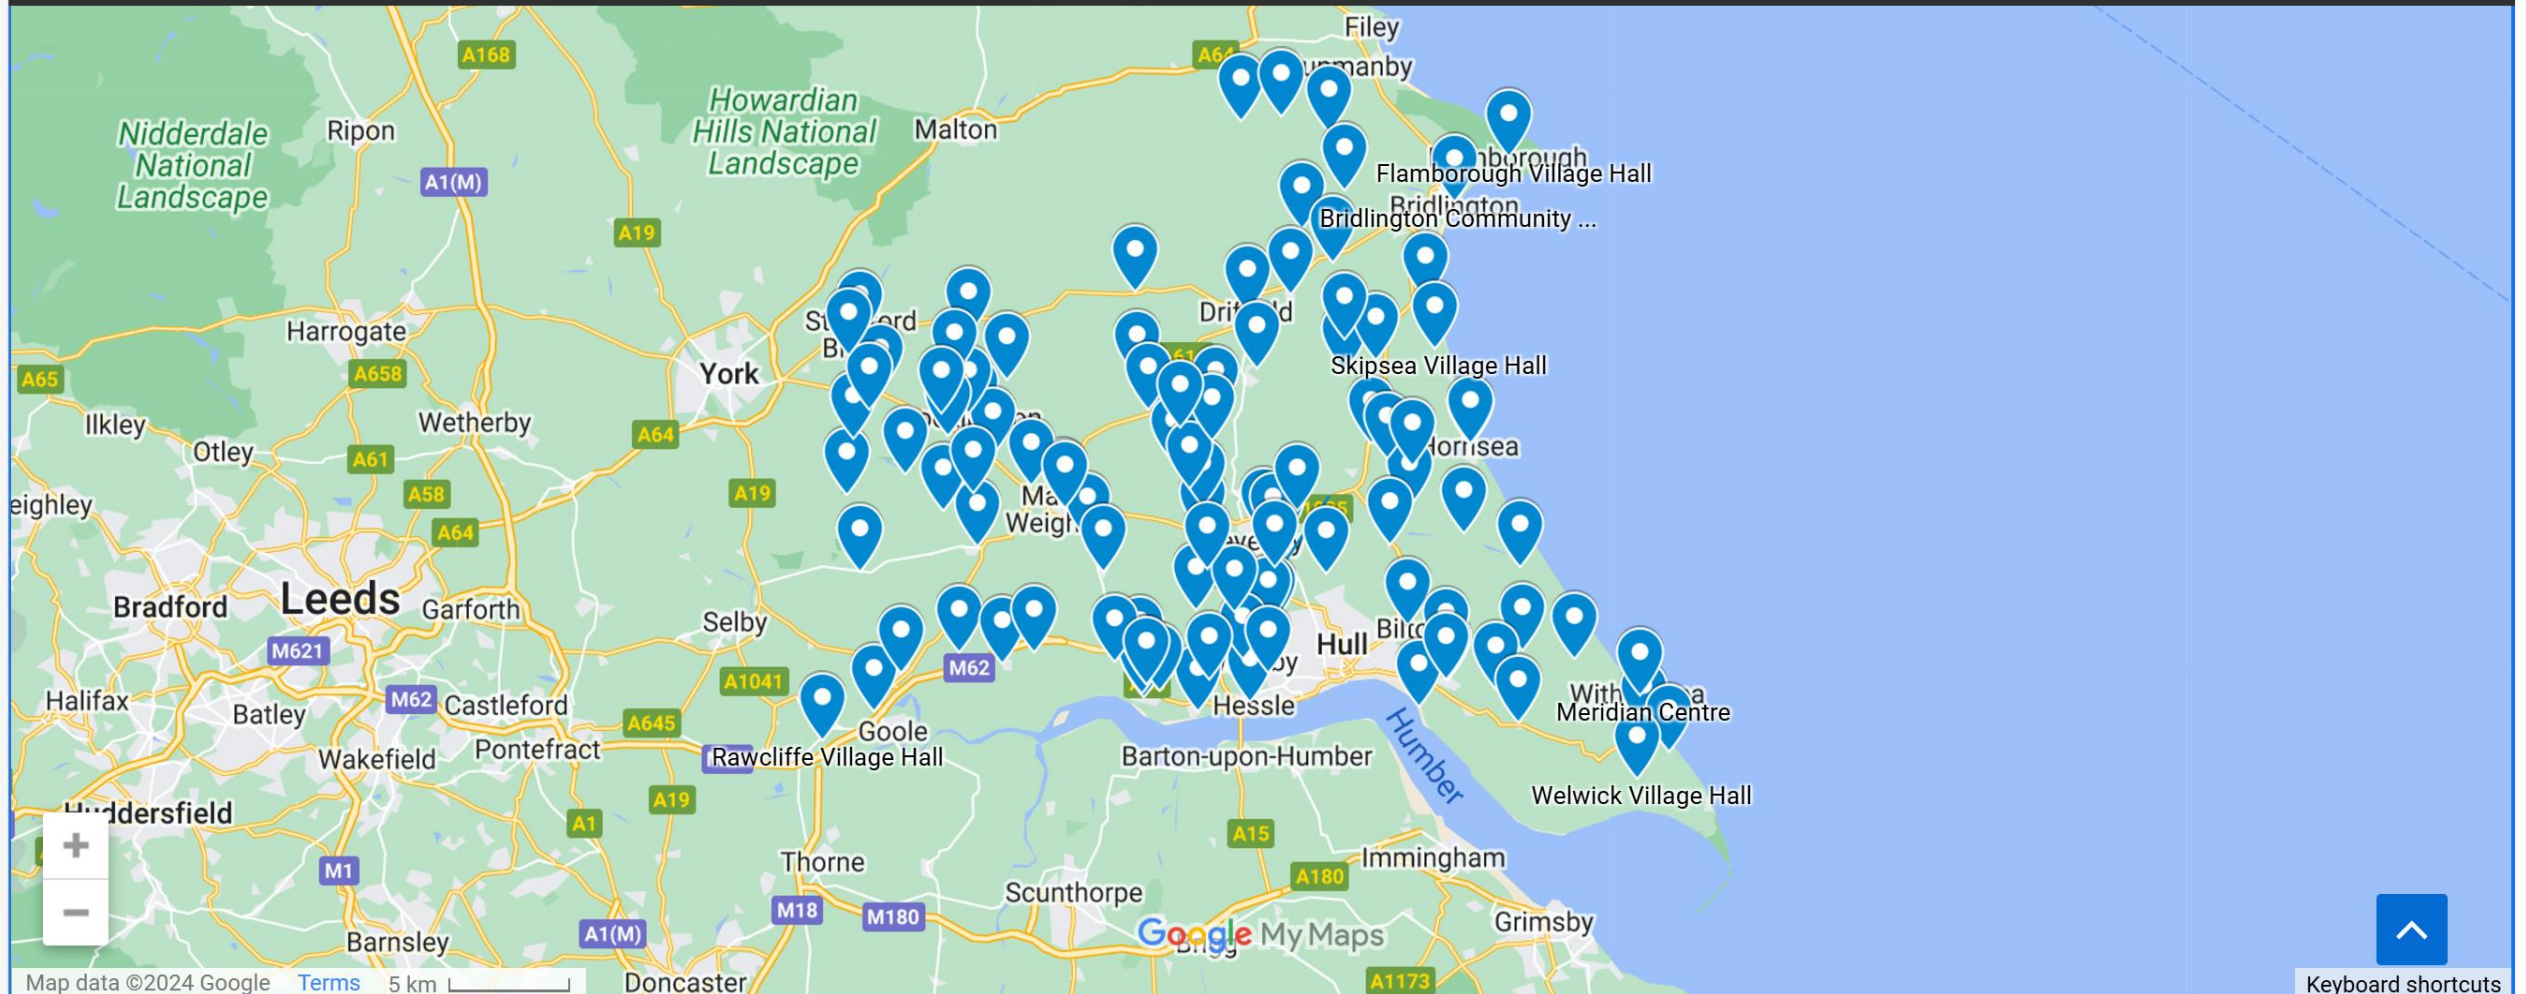 Filey
A168
A64
Howardian
Hills National
Landscape
Nidderdale
National
Landscape
Ripon
Malton
A1(M)
Flamborough Village Hall
Bridlington
Bridlington Community ...
A19
Harrogate
A658
A65
York
Skipsea Village Hall
Ilkley
Wetherby
A64
Otley
A61
Hornsea
A58
A19
A64
Leeds
Bradford
Garforth
Selby
Hull
M621
M62
A1041
Halifax
M62
Castleford
Batley
A645
Hessle
Meridian Centre
Goole
Wakefield
Pontefract
Rawcliffe Village Hall
Barton-upon-Humber
Humber
Welwick Village Hall
A19
Huddersfield
A1
A15
+
Thorne
Immingham
M1
A180
Scunthorpe
−
M18
M180
Grimsby
A1(M)
Google My Maps
Brigg
Barnsley
Map data ©2024 Google Terms 5 km
Doncaster
A1173
Keyboard shortcuts